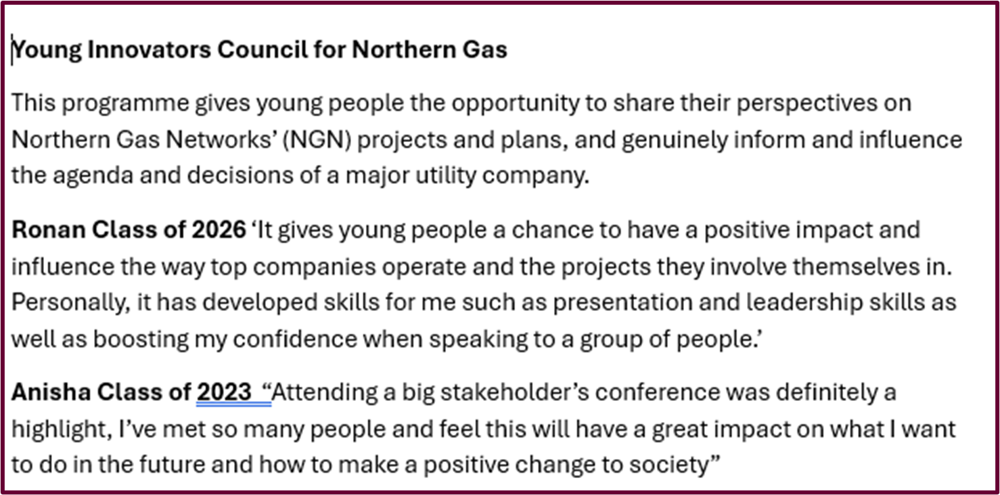 Young Innovators Council for Northern Gas
This programme gives young people the opportunity to share their perspectives on
Northern Gas Networks’ (NGN) projects and plans, and genuinely inform and influence
the agenda and decisions of a major utility company.
Ronan Class of 2026 ‘It gives young people a chance to have a positive impact and
influence the way top companies operate and the projects they involve themselves in.
Personally, it has developed skills for me such as presentation and leadership skills as
well as boosting my confidence when speaking to a group of people.’
Anisha Class of 2023  “Attending a big stakeholder’s conference was definitely a
highlight, I’ve met so many people and feel this will have a great impact on what I want
to do in the future and how to make a positive change to society”